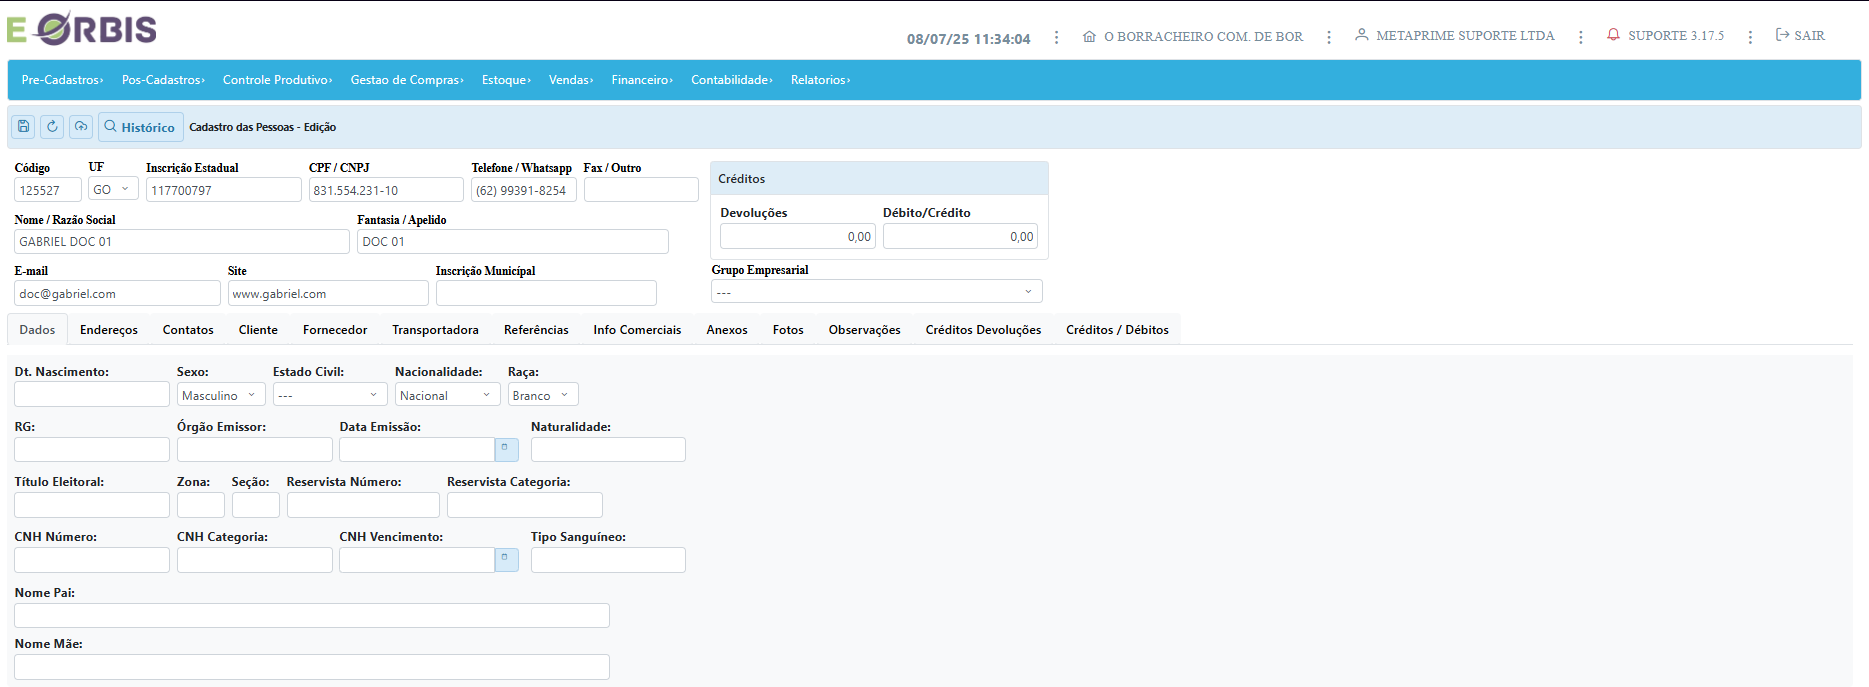 E ORBIS
08/07/25 11:34:04 O BORRACHEIRO COM. DE BOR METAPRIME SUPORTE LTDA SUPORTE 3.17.5 SAIR
Pre-Cadastros› Pos-Cadastros› Controle Produtivo› Gestao de Compras› Estoque› Vendas› Financeiro› Contabilidade› Relatorios›
Histórico Cadastro das Pessoas - Edição
Código UF Inscrição Estadual CPF / CNPJ Telefone / Whatsapp Fax / Outro
125527 GO 117700797 831.554.231-10 (62) 99391-8254
Créditos
Devoluções Débito/Crédito
0,00 0,00
Nome / Razão Social Fantasia / Apelido
GABRIEL DOC 01 DOC 01
E-mail Site Inscrição Municípal Grupo Empresarial
doc@gabriel.com www.gabriel.com ---
Dados Endereços Contatos Cliente Fornecedor Transportadora Referências Info Comerciais Anexos Fotos Observações Créditos Devoluções Créditos / Débitos
Dt. Nascimento: Sexo: Estado Civil: Nacionalidade: Raça:
Masculino --- Nacional Branco
RG: Órgão Emissor: Data Emissão: Naturalidade:
Título Eleitoral: Zona: Seção: Reservista Número: Reservista Categoria:
CNH Número: CNH Categoria: CNH Vencimento: Tipo Sanguíneo:
Nome Pai:
Nome Mãe: